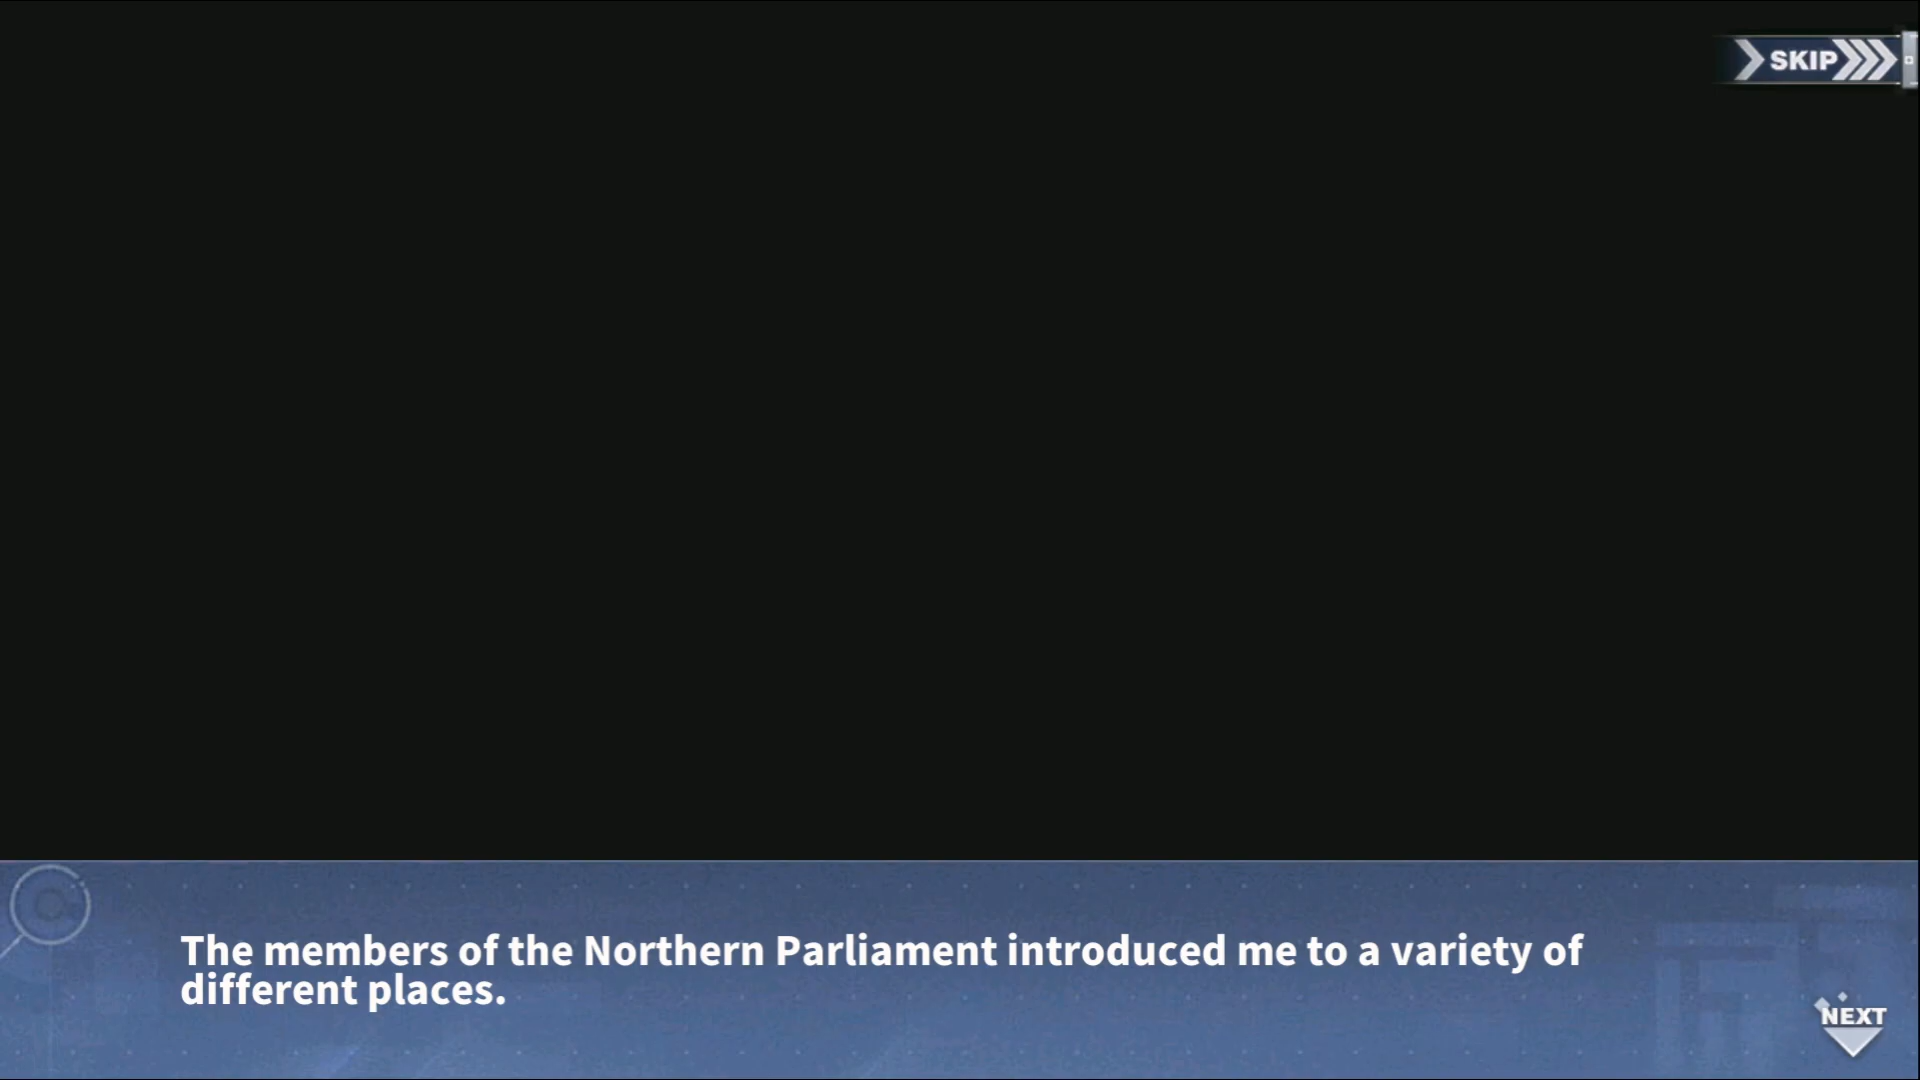 SKIP
The members of the Northern Parliament introduced me to a variety of
different places.
NEXT